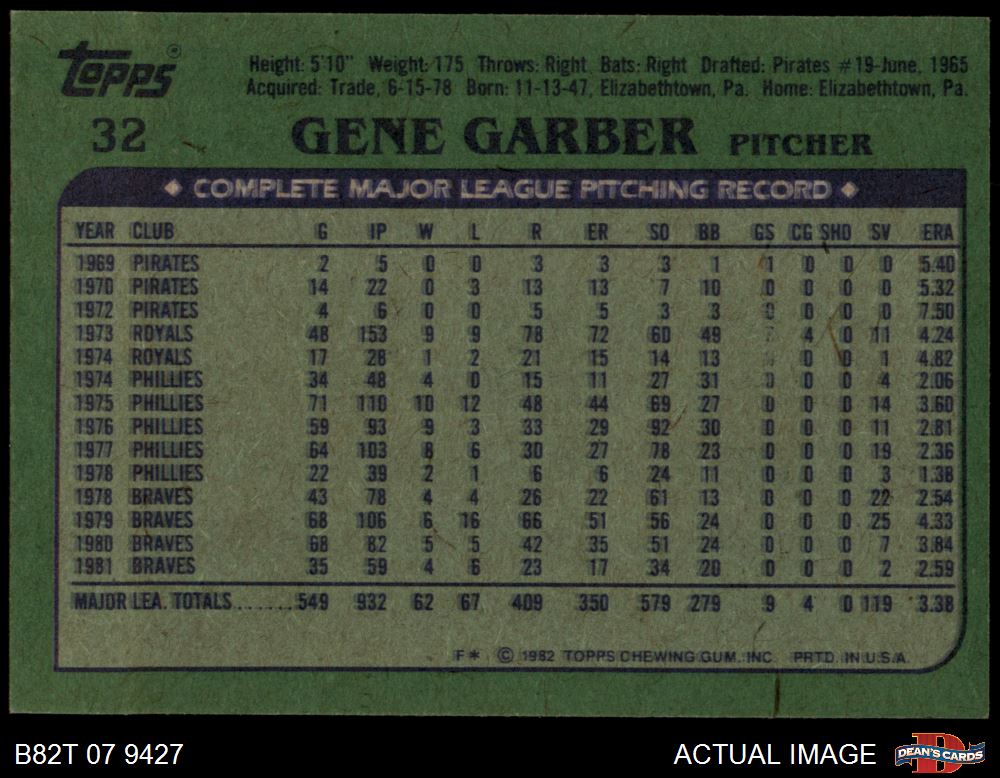 Topps®
Height: 5'10" Weight: 175 Throws: Right Bats: Right Drafted: Pirates #19-June, 1965
Acquired: Trade, 6-15-78 Born: 11-13-47, Elizabethtown, Pa. Home: Elizabethtown, Pa.
32 GENE GARBER PITCHER
◆ COMPLETE MAJOR LEAGUE PITCHING RECORD ◆
YEAR CLUB G IP W L R ER SO BB GS CG SHO SV ERA
1969 PIRATES 2 5 0 0 3 3 3 1 1 0 0 0 5.40
1970 PIRATES 14 22 0 3 13 13 7 10 0 0 0 0 5.32
1972 PIRATES 4 6 0 0 5 5 3 3 0 0 0 0 7.50
1973 ROYALS 48 153 9 9 78 72 60 49 4 0 11 4.24
1974 ROYALS 17 28 1 2 21 15 14 13 0 0 0 1 4.82
1974 PHILLIES 34 48 4 0 15 11 27 31 0 0 0 4 2.06
1975 PHILLIES 71 110 10 12 48 44 69 27 0 0 0 14 3.60
1976 PHILLIES 59 93 9 3 33 29 92 30 0 0 0 11 2.81
1977 PHILLIES 64 103 8 6 30 27 78 23 0 0 0 19 2.36
1978 PHILLIES 22 39 2 1 6 6 24 11 0 0 0 3 1.38
1978 BRAVES 43 78 4 4 26 22 61 13 0 0 0 22 2.54
1979 BRAVES 68 106 6 16 66 51 56 24 0 0 0 25 4.33
1980 BRAVES 68 82 5 5 42 35 51 24 0 0 0 7 3.84
1981 BRAVES 35 59 4 6 23 17 34 20 0 0 0 2 2.59
MAJOR LEA. TOTALS....... 549 932 62 67 409 350 579 279 9 4 0 119 3.38
F* © 1982 TOPPS CHEWING GUM, INC. PRTD. IN U.S.A.
B82T 07 9427 ACTUAL IMAGE DEAN'S CARDS